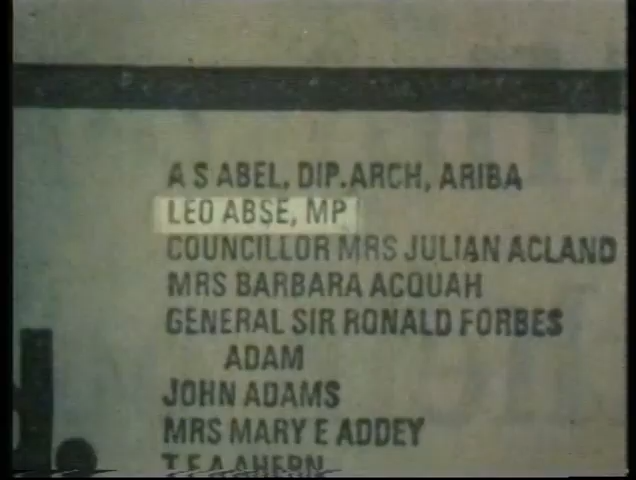 A S ABEL, DIP.ARCH, ARIBA
LEO ABSE, MP
COUNCILLOR MRS JULIAN ACLAND
MRS BARBARA ACQUAH
GENERAL SIR RONALD FORBES
ADAM
JOHN ADAMS
MRS MARY E ADDEY
T F A AHERN
d.